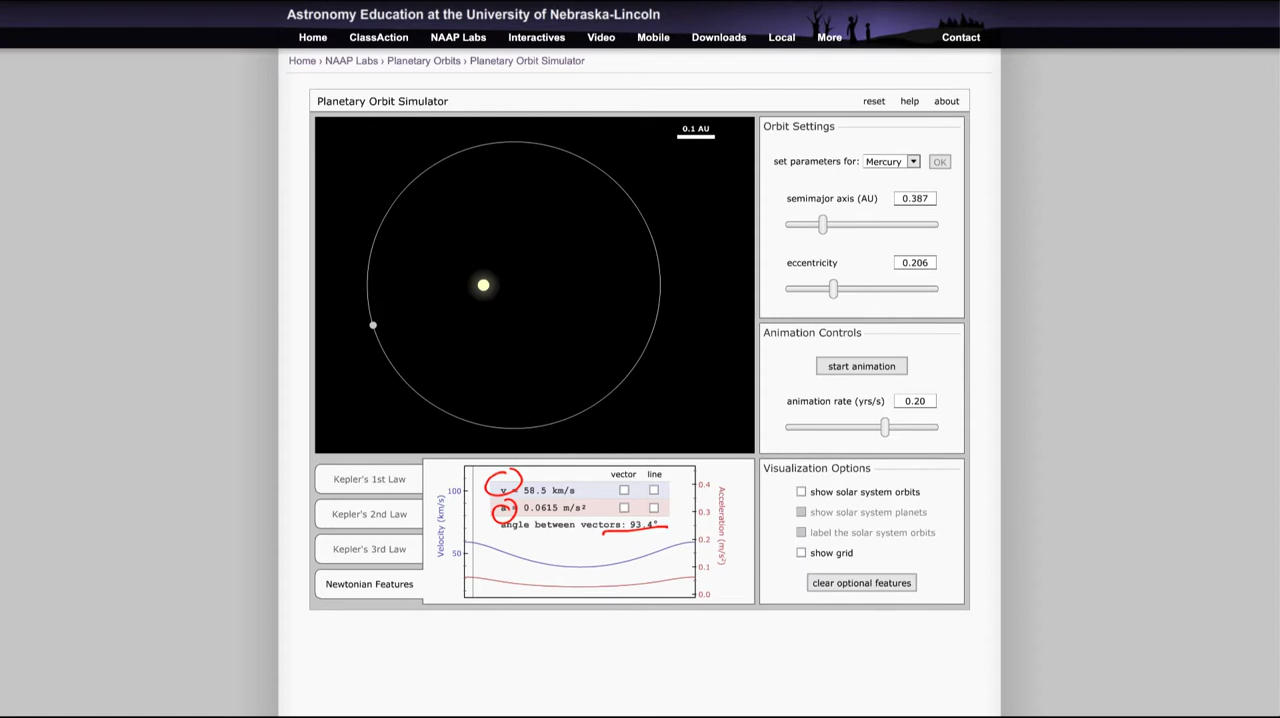 Astronomy Education at the University of Nebraska-Lincoln
Home ClassAction NAAP Labs Interactives Video Mobile Downloads Local More Contact
Home › NAAP Labs › Planetary Orbits › Planetary Orbit Simulator
Planetary Orbit Simulator reset help about
0.1 AU
Orbit Settings
set parameters for: Mercury OK
semimajor axis (AU) 0.387
eccentricity 0.206
Animation Controls
start animation
animation rate (yrs/s) 0.20
Kepler's 1st Law
Kepler's 2nd Law
Kepler's 3rd Law
Newtonian Features
vector line
v = 58.5 km/s
a = 0.0615 m/s²
angle between vectors: 93.4°
Velocity (km/s)
100
50
Acceleration (m/s²)
0.4
0.3
0.2
0.1
0.0
Visualization Options
show solar system orbits
show solar system planets
label the solar system orbits
show grid
clear optional features